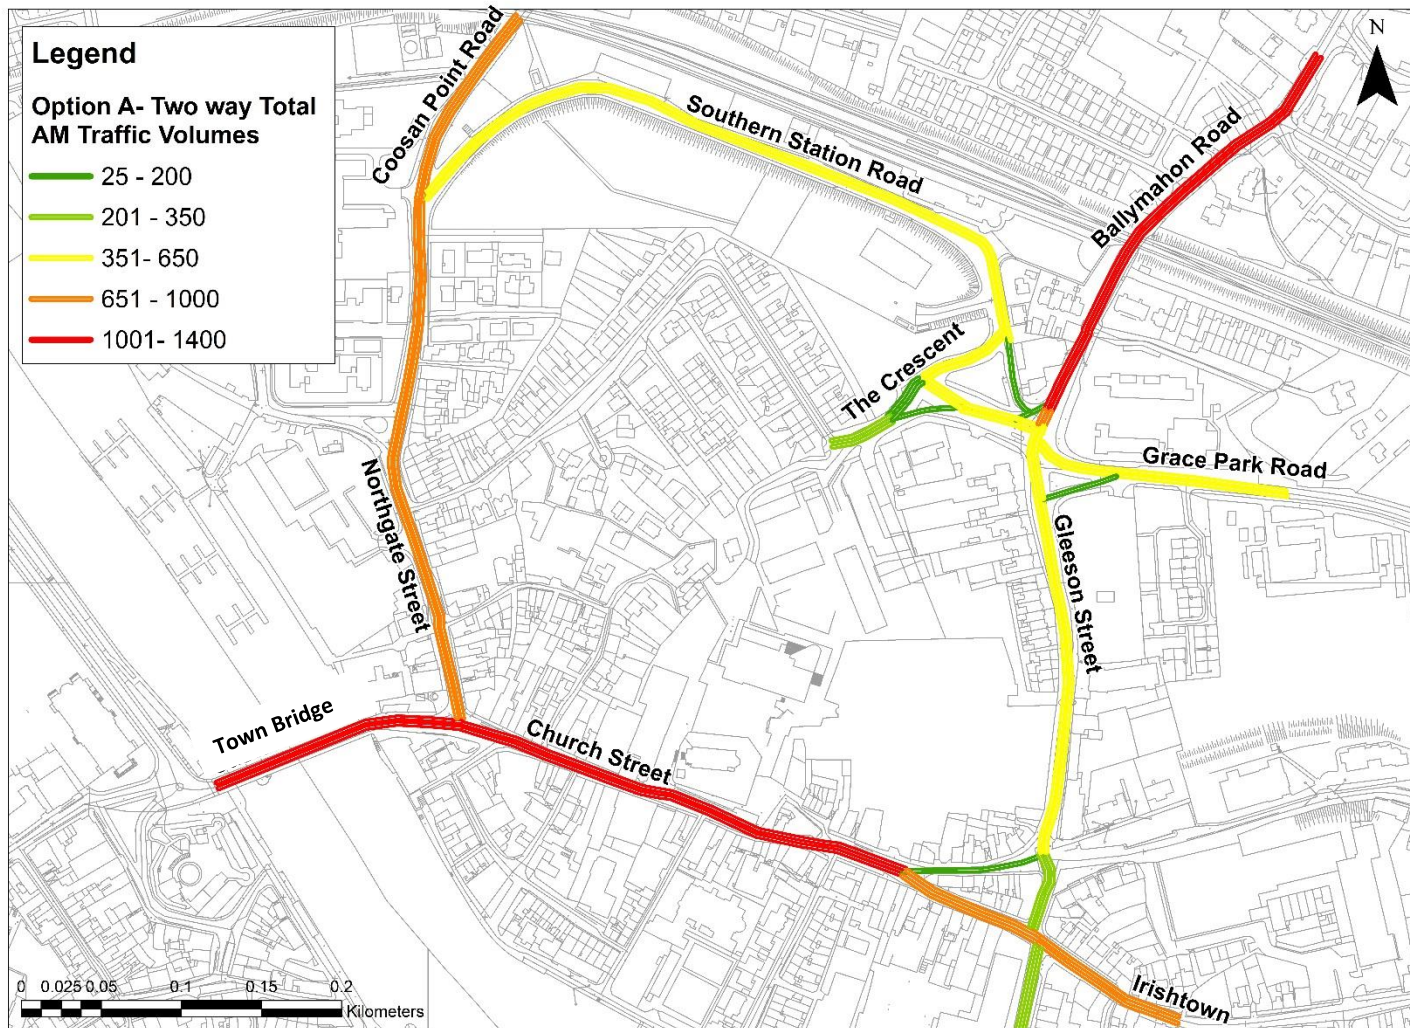 Legend
Option A- Two way Total
AM Traffic Volumes
25 - 200
201 - 350
351- 650
651 - 1000
1001- 1400
N
Coosan Point Road
Southern Station Road
Ballymahon Road
The Crescent
Grace Park Road
Northgate Street
Gleeson Street
Town Bridge
Church Street
Irishtown
0 0.025 0.05 0.1 0.15 0.2
Kilometers